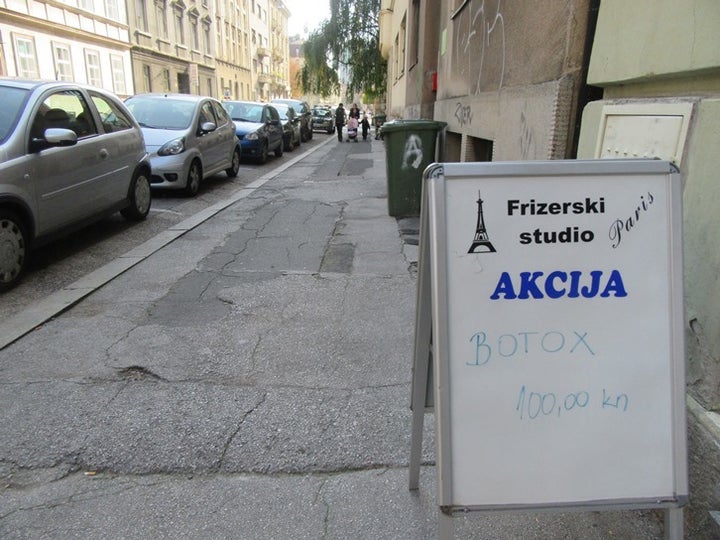 Frizerski
studio Paris
AKCIJA
BOTOX
100,00 kn